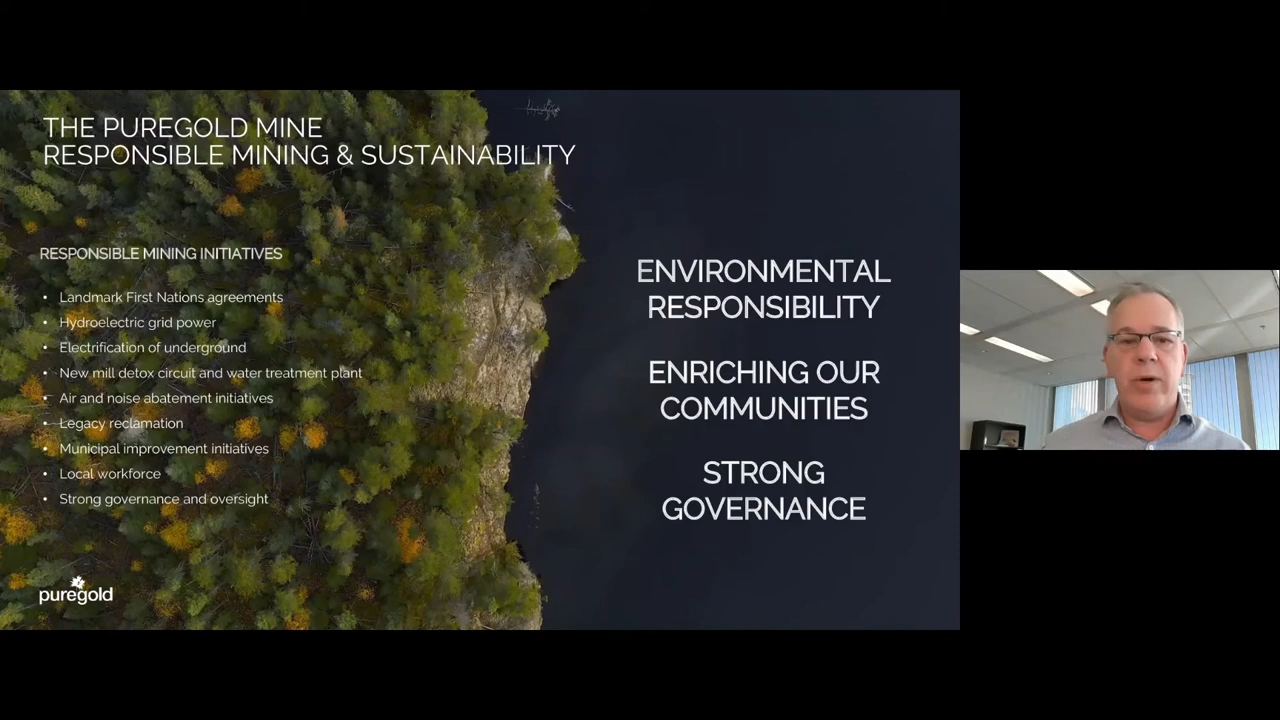 THE PUREGOLD MINE
RESPONSIBLE MINING & SUSTAINABILITY
RESPONSIBLE MINING INITIATIVES
• Landmark First Nations agreements
• Hydroelectric grid power
• Electrification of underground
• New mill detox circuit and water treatment plant
• Air and noise abatement initiatives
• Legacy reclamation
• Municipal improvement initiatives
• Local workforce
• Strong governance and oversight
puregold
ENVIRONMENTAL
RESPONSIBILITY
ENRICHING OUR
COMMUNITIES
STRONG
GOVERNANCE